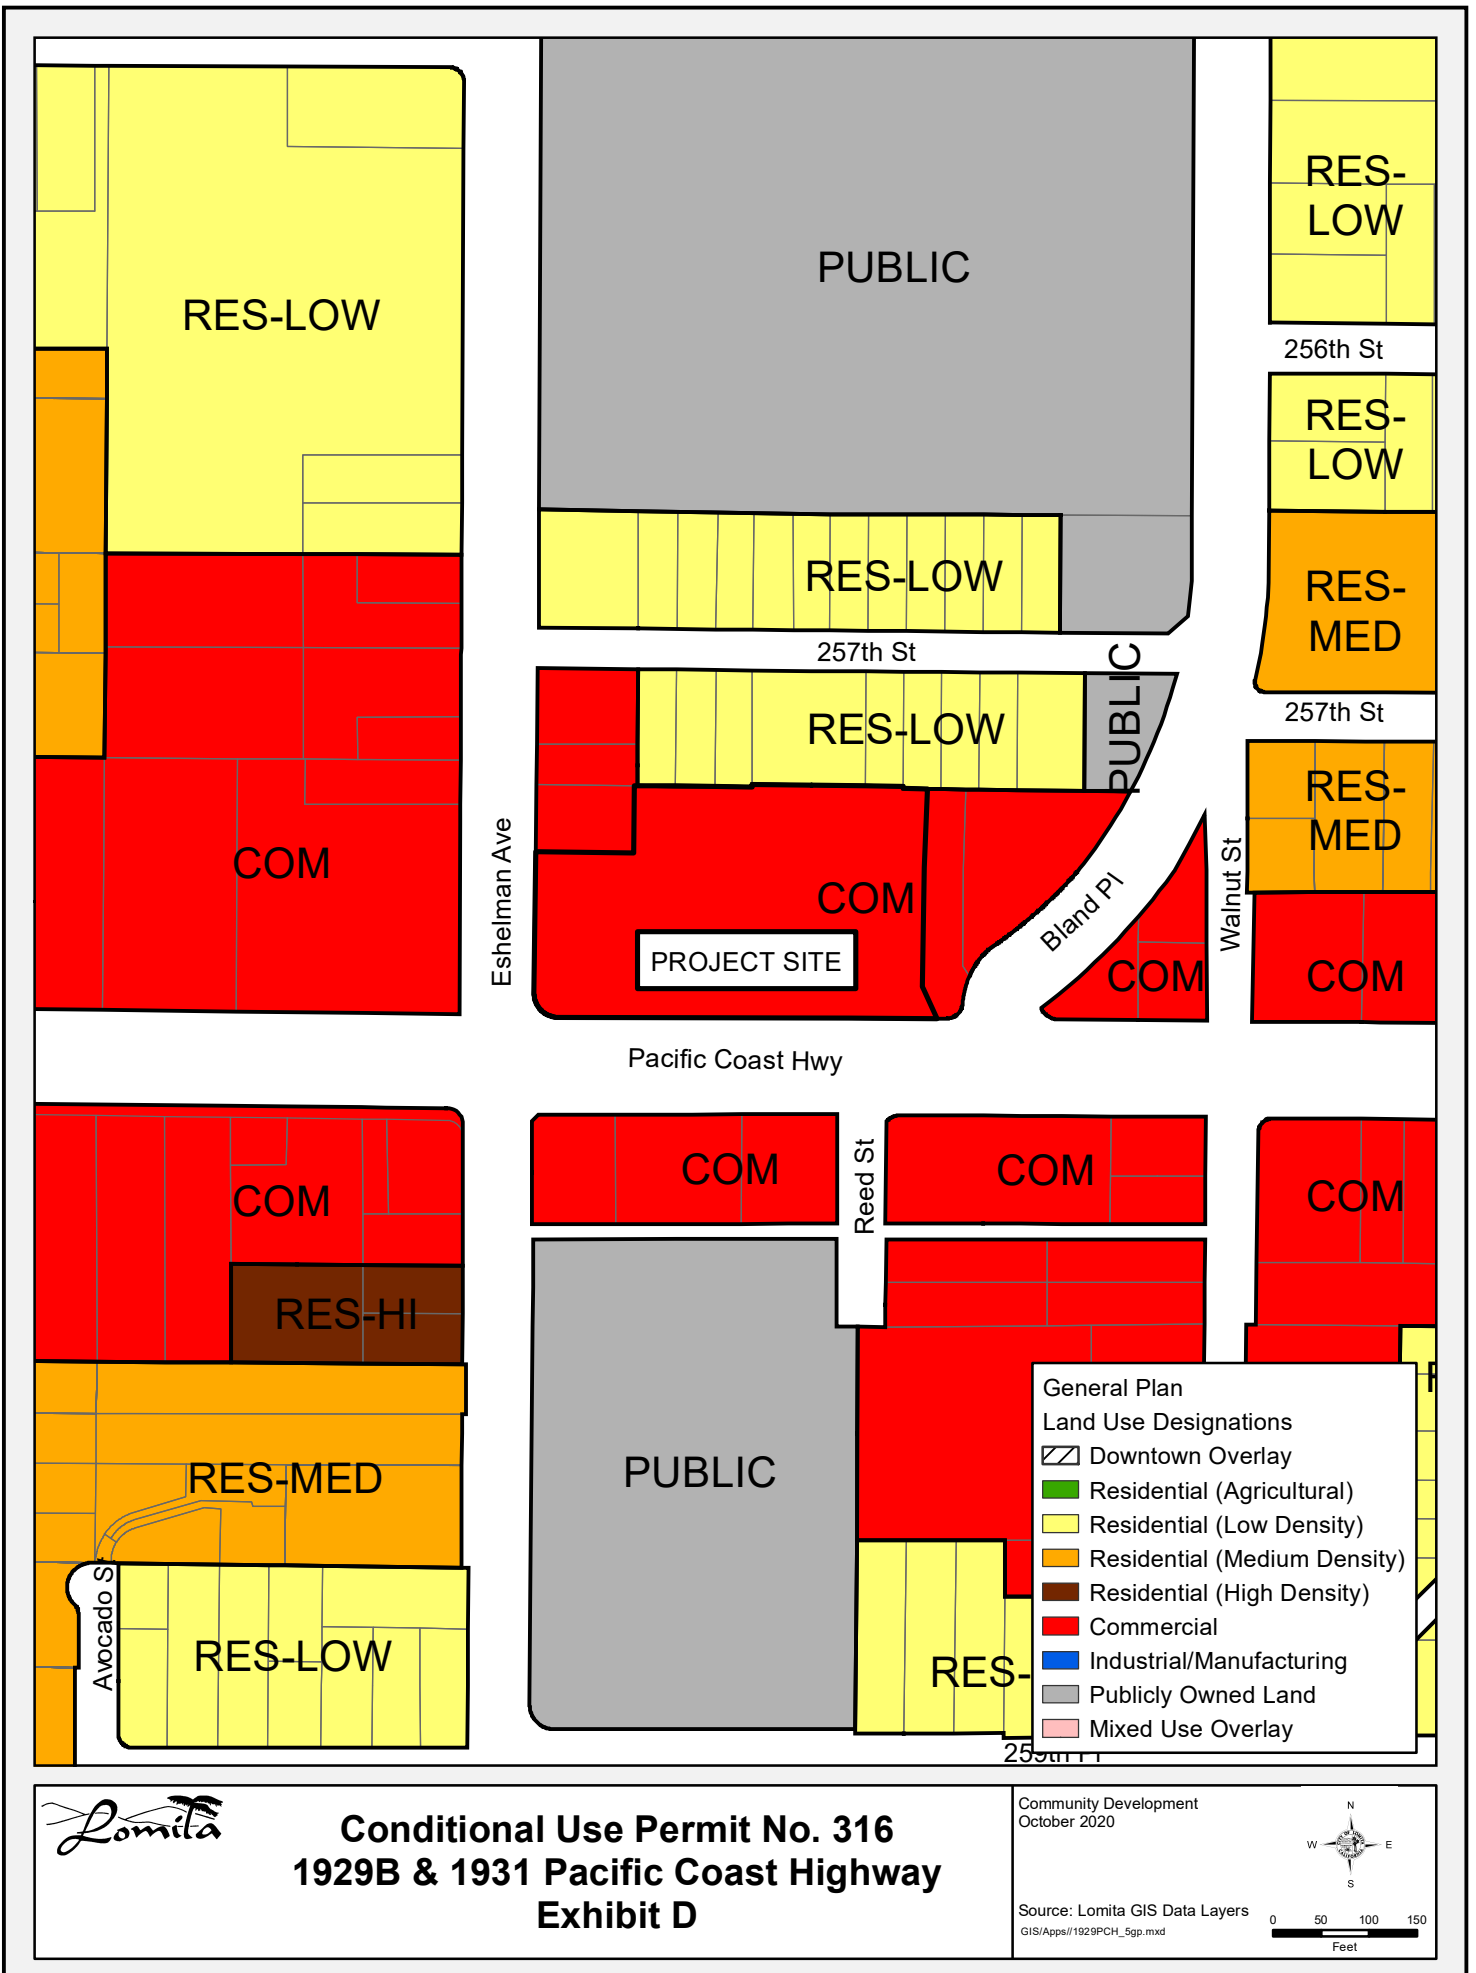 RES-LOW
PUBLIC
RES-
LOW
256th St
RES-
LOW
RES-LOW
RES-
MED
257th St
PUBLIC
257th St
RES-LOW
RES-
MED
COM
Eshelman Ave
COM
PROJECT SITE
Bland Pl
Walnut St
COM
COM
Pacific Coast Hwy
COM
COM
Reed St
COM
COM
RES-HI
RES-MED
PUBLIC
Avocado St
RES-LOW
RES-
General Plan
Land Use Designations
Downtown Overlay
Residential (Agricultural)
Residential (Low Density)
Residential (Medium Density)
Residential (High Density)
Commercial
Industrial/Manufacturing
Publicly Owned Land
Mixed Use Overlay
259th Pl
Lomita
Conditional Use Permit No. 316
1929B & 1931 Pacific Coast Highway
Exhibit D
Community Development
October 2020
N
W E
S
Source: Lomita GIS Data Layers
GIS/Apps//1929PCH_5gp.mxd
0 50 100 150
Feet